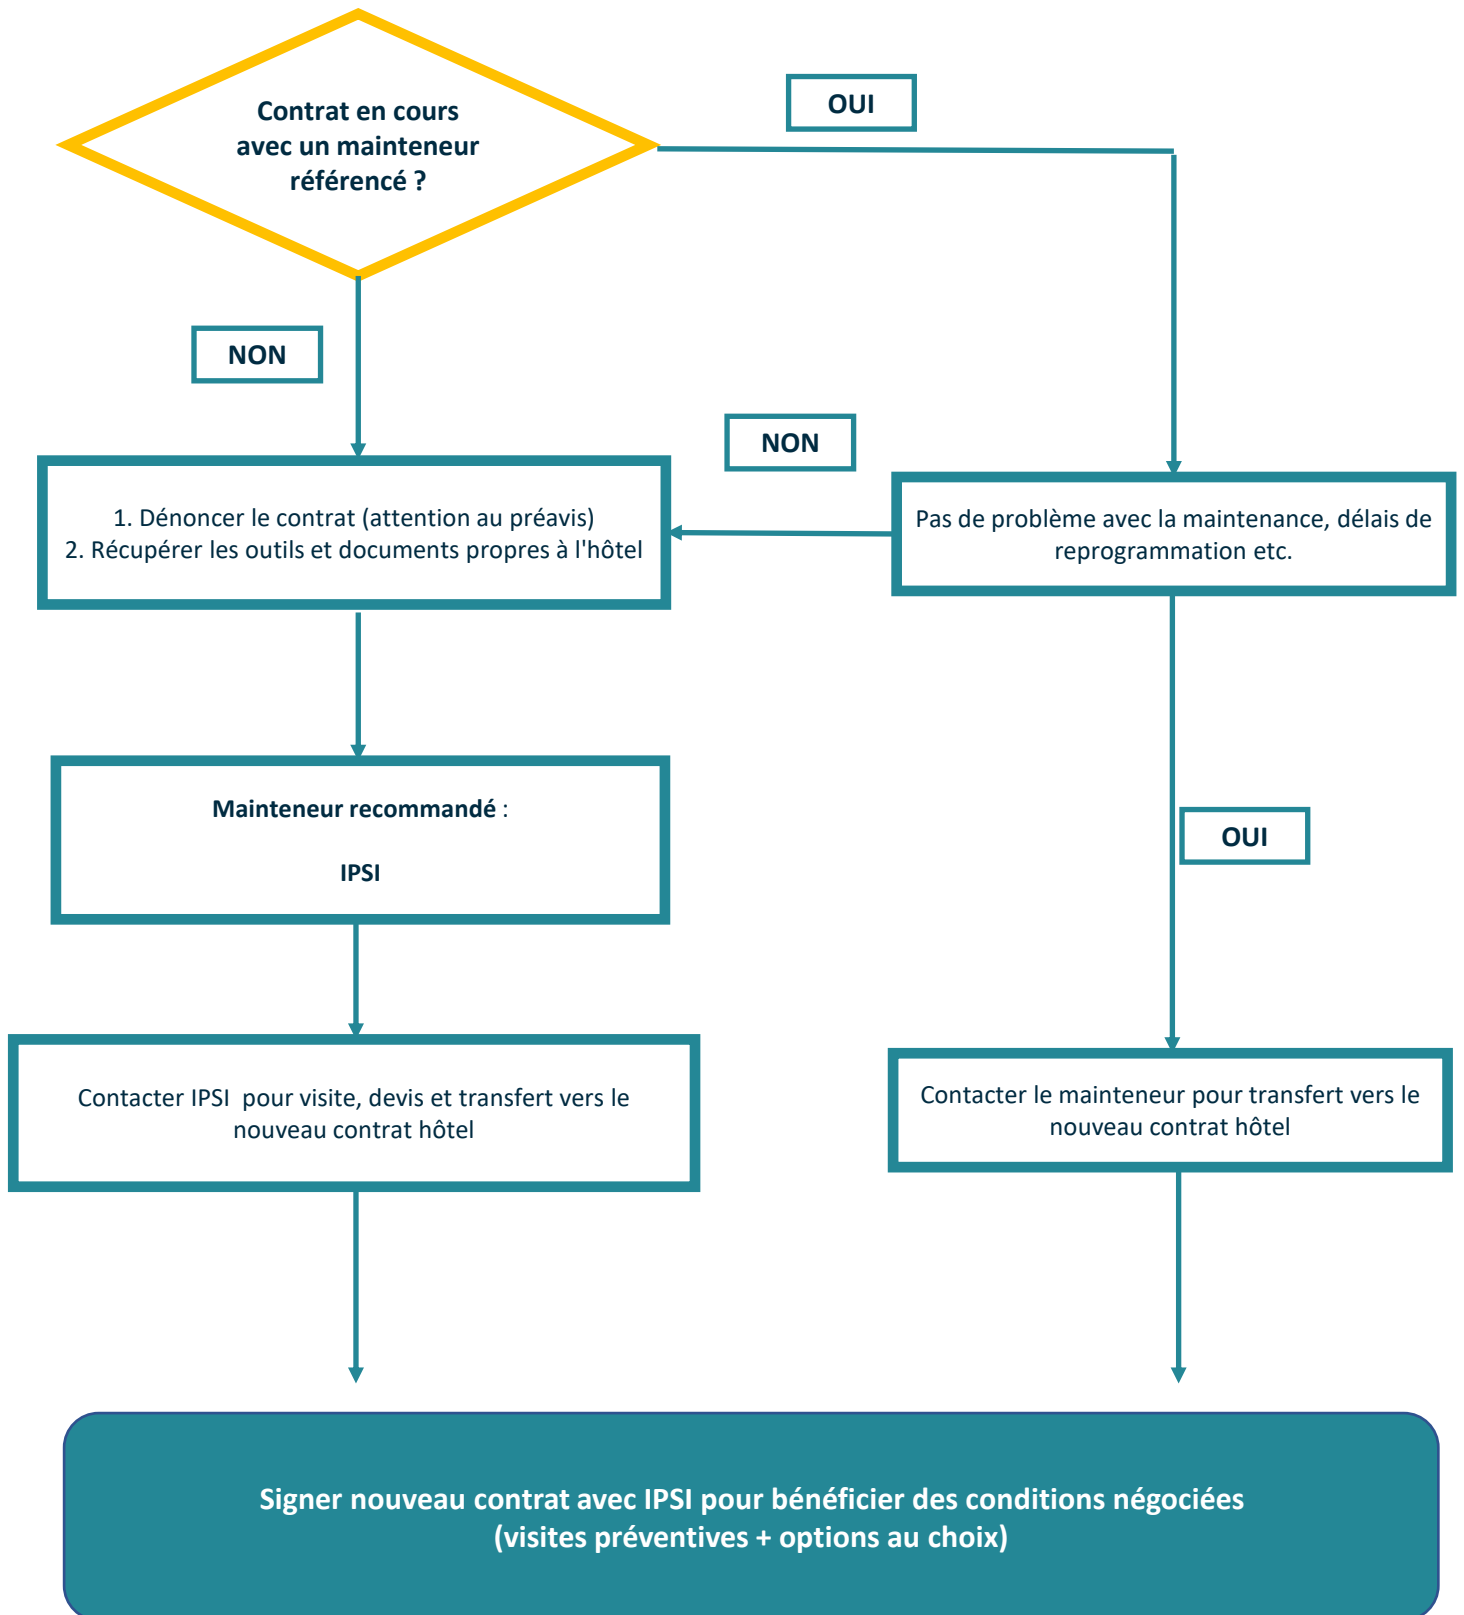 Contrat en cours
avec un mainteneur
référencé ?
OUI
NON
NON
1. Dénoncer le contrat (attention au préavis)
2. Récupérer les outils et documents propres à l'hôtel
Pas de problème avec la maintenance, délais de
reprogrammation etc.
Mainteneur recommandé :
IPSI
OUI
Contacter IPSI  pour visite, devis et transfert vers le
nouveau contrat hôtel
Contacter le mainteneur pour transfert vers le
nouveau contrat hôtel
Signer nouveau contrat avec IPSI pour bénéficier des conditions négociées
(visites préventives + options au choix)